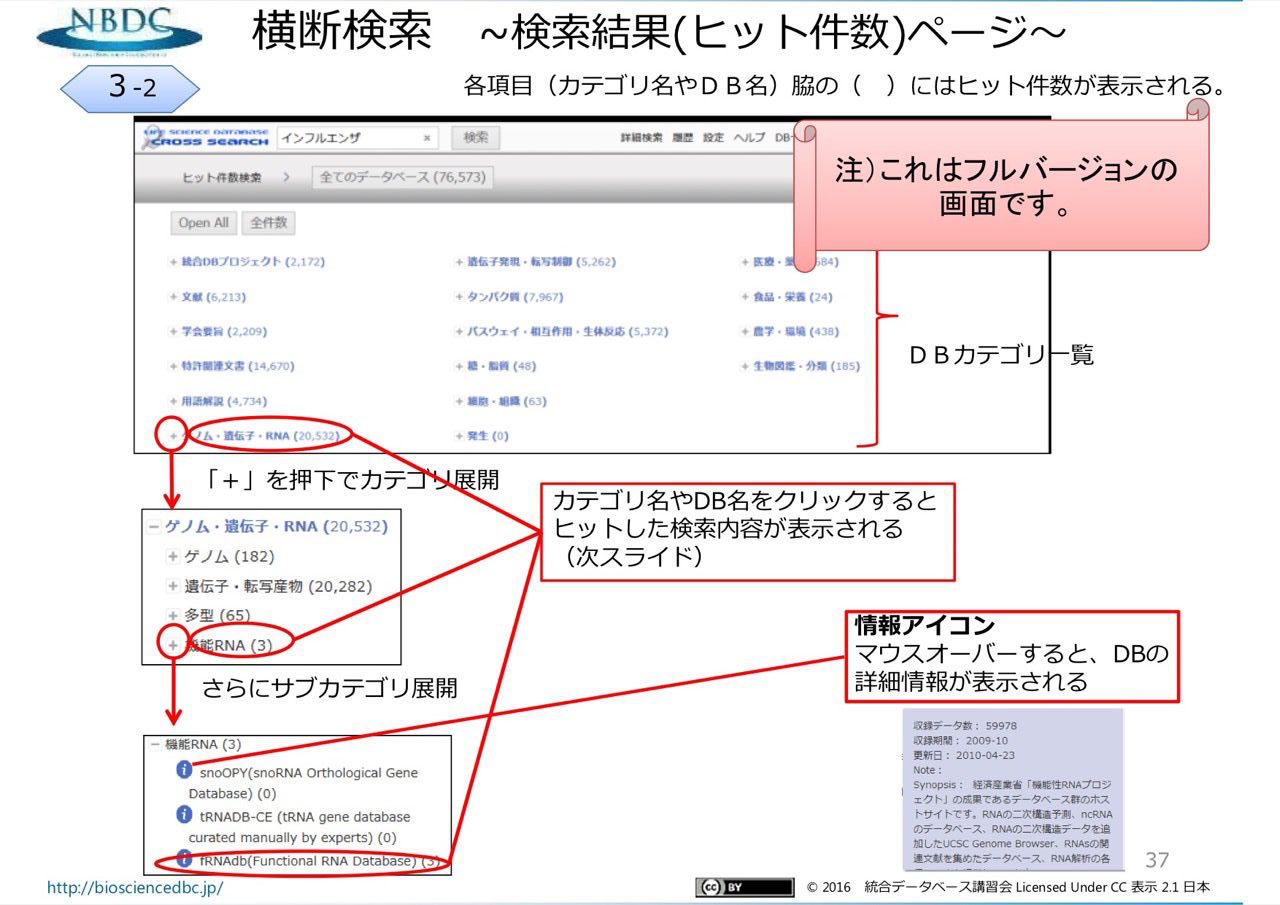 NBDC
横断検索 ~検索結果(ヒット件数)ページ～
3-2
各項目（カテゴリ名やＤＢ名）脇の（ ）にはヒット件数が表示される。
LIFE SCIENCE DATABASE
CROSS SEARCH
インフルエンザ × 検索 詳細検索 履歴 設定 ヘルプ DB
注）これはフルバージョンの
画面です。
ヒット件数検索 > 全てのデータベース (76,573)
Open All 全件数
+ 統合DBプロジェクト (2,172) + 遺伝子発現・転写制御 (5,262) + 医療・ 584)
+ 文献 (6,213) + タンパク質 (7,967) + 食品・栄養 (24)
+ 学会要旨 (2,209) + パスウェイ・相互作用・生体反応 (5,372) + 農学・環境 (438)
+ 特許関連文書 (14,670) + 糖・脂質 (48) + 生物図鑑・分類 (185)
+ 用語解説 (4,734) + 細胞・組織 (63)
+ ゲノム・遺伝子・RNA (20,532) + 発生 (0)
ＤＢカテゴリ一覧
「＋」を押下でカテゴリ展開
カテゴリ名やDB名をクリックすると
ヒットした検索内容が表示される
（次スライド）
− ゲノム・遺伝子・RNA (20,532)
+ ゲノム (182)
+ 遺伝子・転写産物 (20,282)
+ 多型 (65)
+ 機能RNA (3)
情報アイコン
マウスオーバーすると、DBの
詳細情報が表示される
さらにサブカテゴリ展開
− 機能RNA (3)
i snoOPY(snoRNA Orthological Gene
Database) (0)
i tRNADB-CE (tRNA gene database
curated manually by experts) (0)
i fRNAdb(Functional RNA Database) (3)
収録データ数： 59978
収録期間： 2009-10
更新日： 2010-04-23
Note：
Synopsis： 経済産業省「機能性RNAプロジ
ェクト」の成果であるデータベース群のホス
トサイトです。RNAの二次構造予測、ncRNA
のデータベース、RNAの二次構造データを追
加したUCSC Genome Browser、RNAsの関
連文献を集めたデータベース、RNA解析の各
37
http://biosciencedbc.jp/
(cc) BY
© 2016 統合データベース講習会 Licensed Under CC 表示 2.1 日本